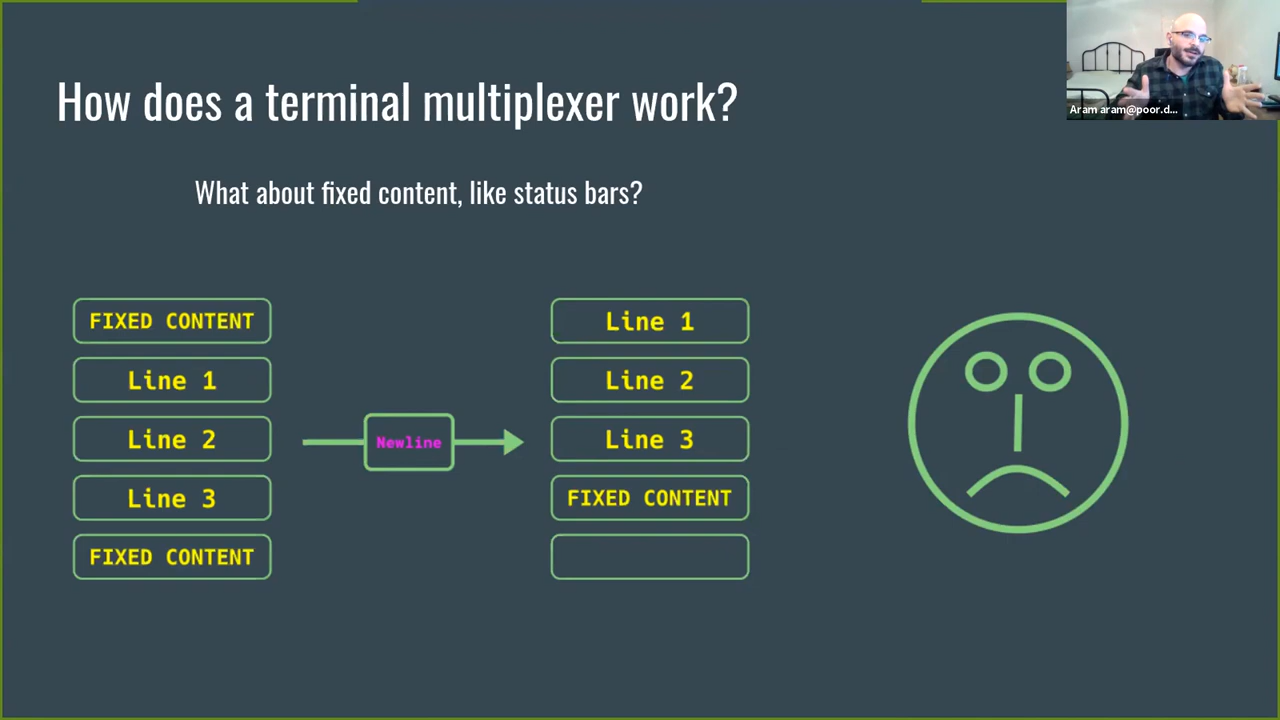 How does a terminal multiplexer work?
Aram aram@poor.d...
What about fixed content, like status bars?
FIXED CONTENT
Line 1
Line 2
Line 3
FIXED CONTENT
Newline
Line 1
Line 2
Line 3
FIXED CONTENT